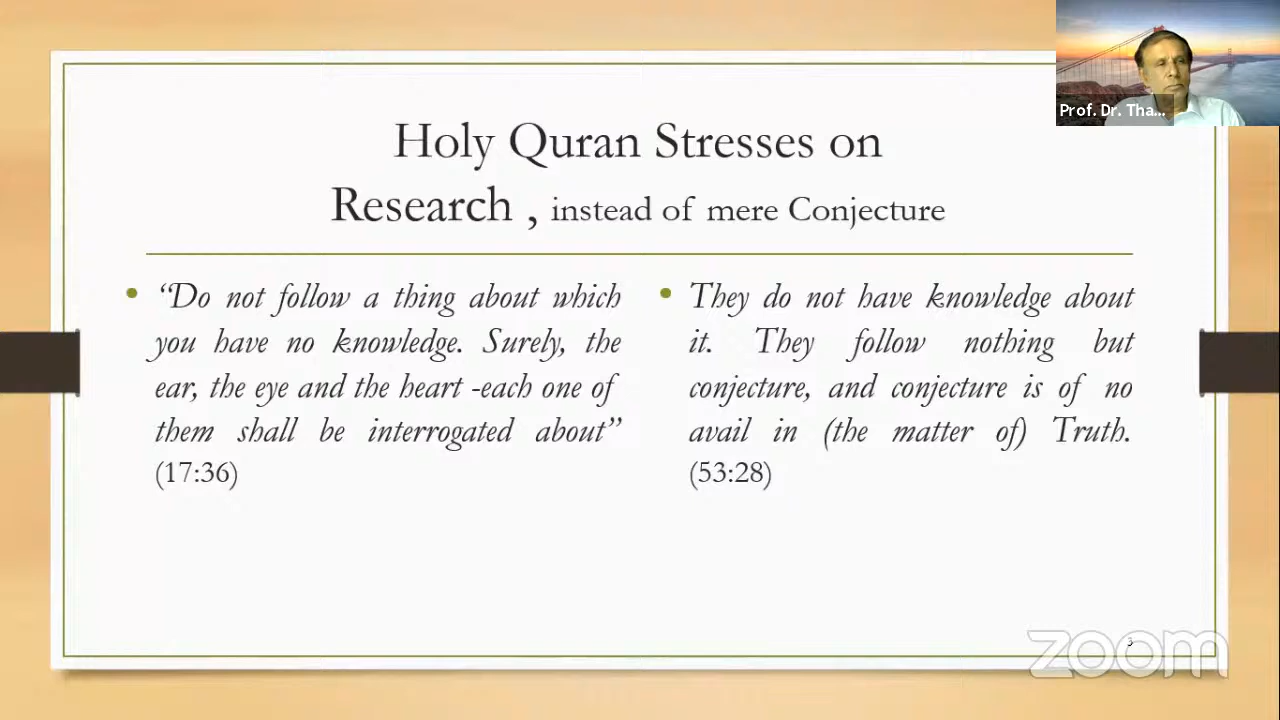 Prof. Dr. Tha...
Holy Quran Stresses on
Research , instead of mere Conjecture
• “Do not follow a thing about which
you have no knowledge. Surely, the
ear, the eye and the heart -each one of
them shall be interrogated about”
(17:36)
• They do not have knowledge about
it. They follow nothing but
conjecture, and conjecture is of no
avail in (the matter of) Truth.
(53:28)
3
zoom